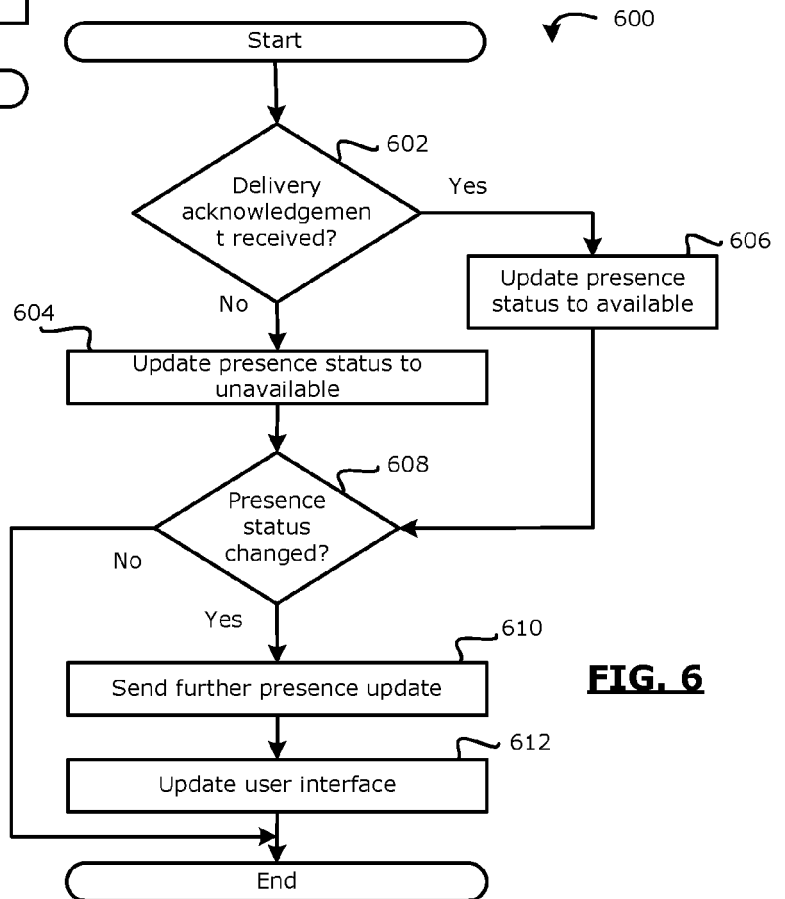 600
Start
602
Delivery
acknowledgemen
t received?
Yes
606
Update presence
status to available
No
604
Update presence status to
unavailable
608
Presence
status
changed?
No
Yes
610
Send further presence update
FIG. 6
612
Update user interface
End